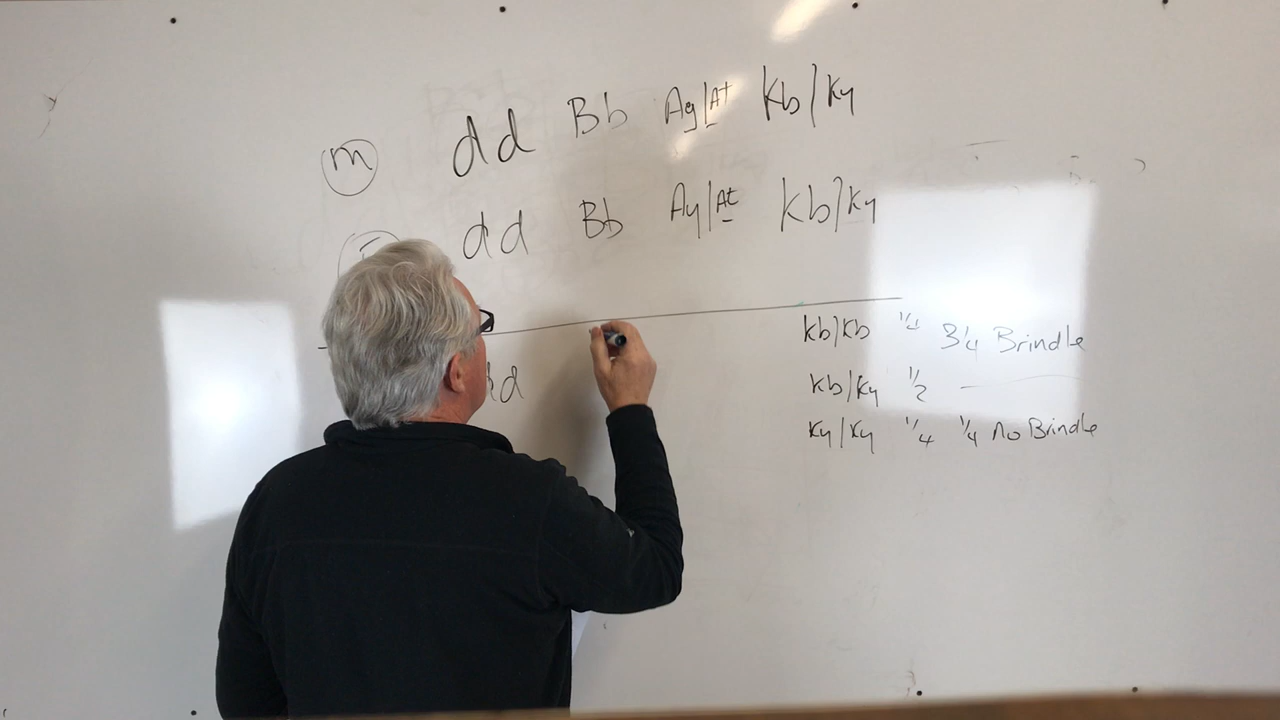 m dd Bb Ay|At Kb|Ky
dd Bb Ay|At Kb|Ky
Kb|Kb 1/4 3/4 Brindle
Kb|Ky 1/2 —
d Ky|Ky 1/4 1/4 no Brindle